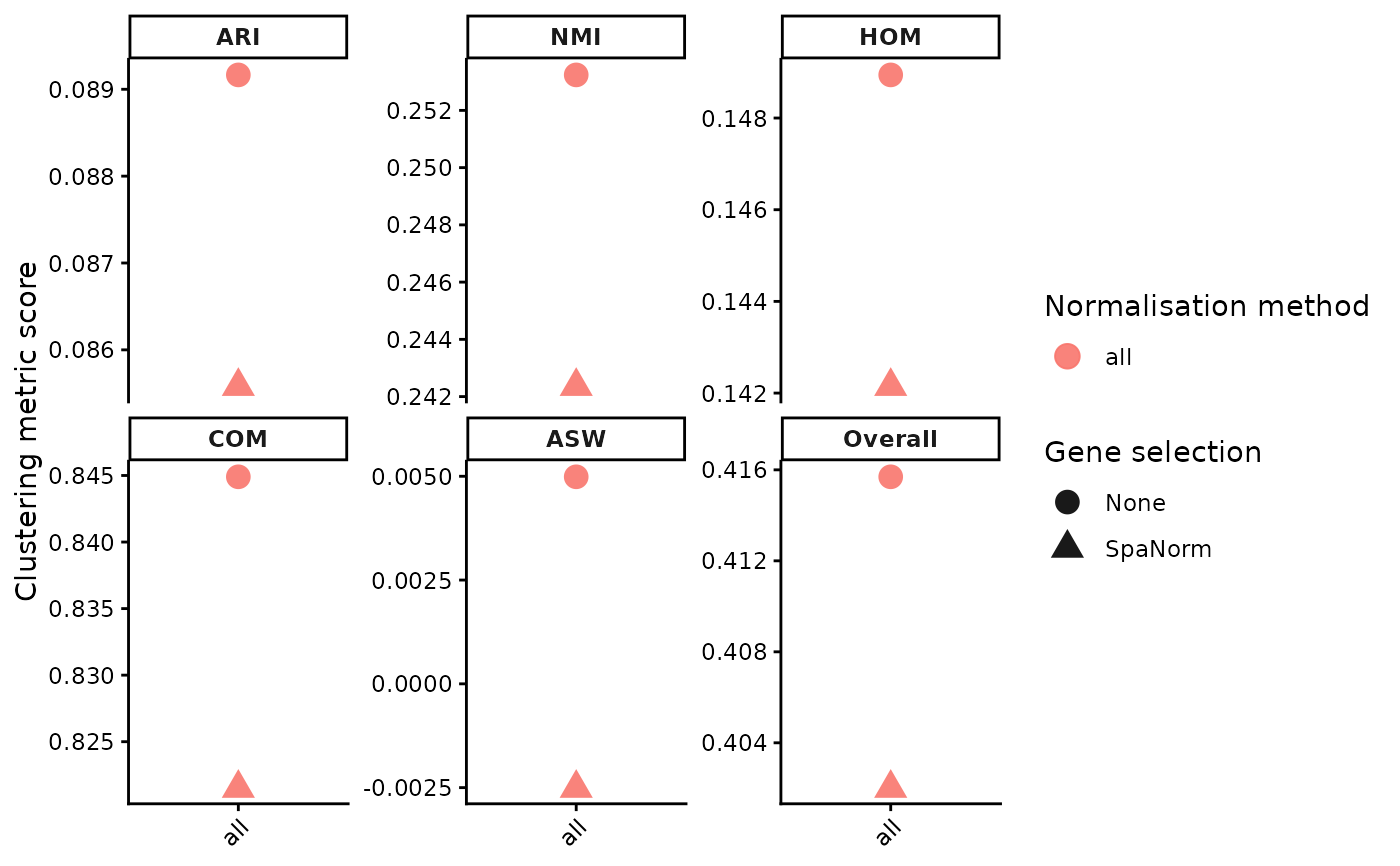 ARI
NMI
HOM
0.089
0.088
0.087
0.086
0.252
0.250
0.248
0.246
0.244
0.242
0.148
0.146
0.144
0.142
Clustering metric score
COM
ASW
Overall
0.845
0.840
0.835
0.830
0.825
0.0050
0.0025
0.0000
-0.0025
0.416
0.412
0.408
0.404
all
all
all
Normalisation method
all
Gene selection
None
SpaNorm